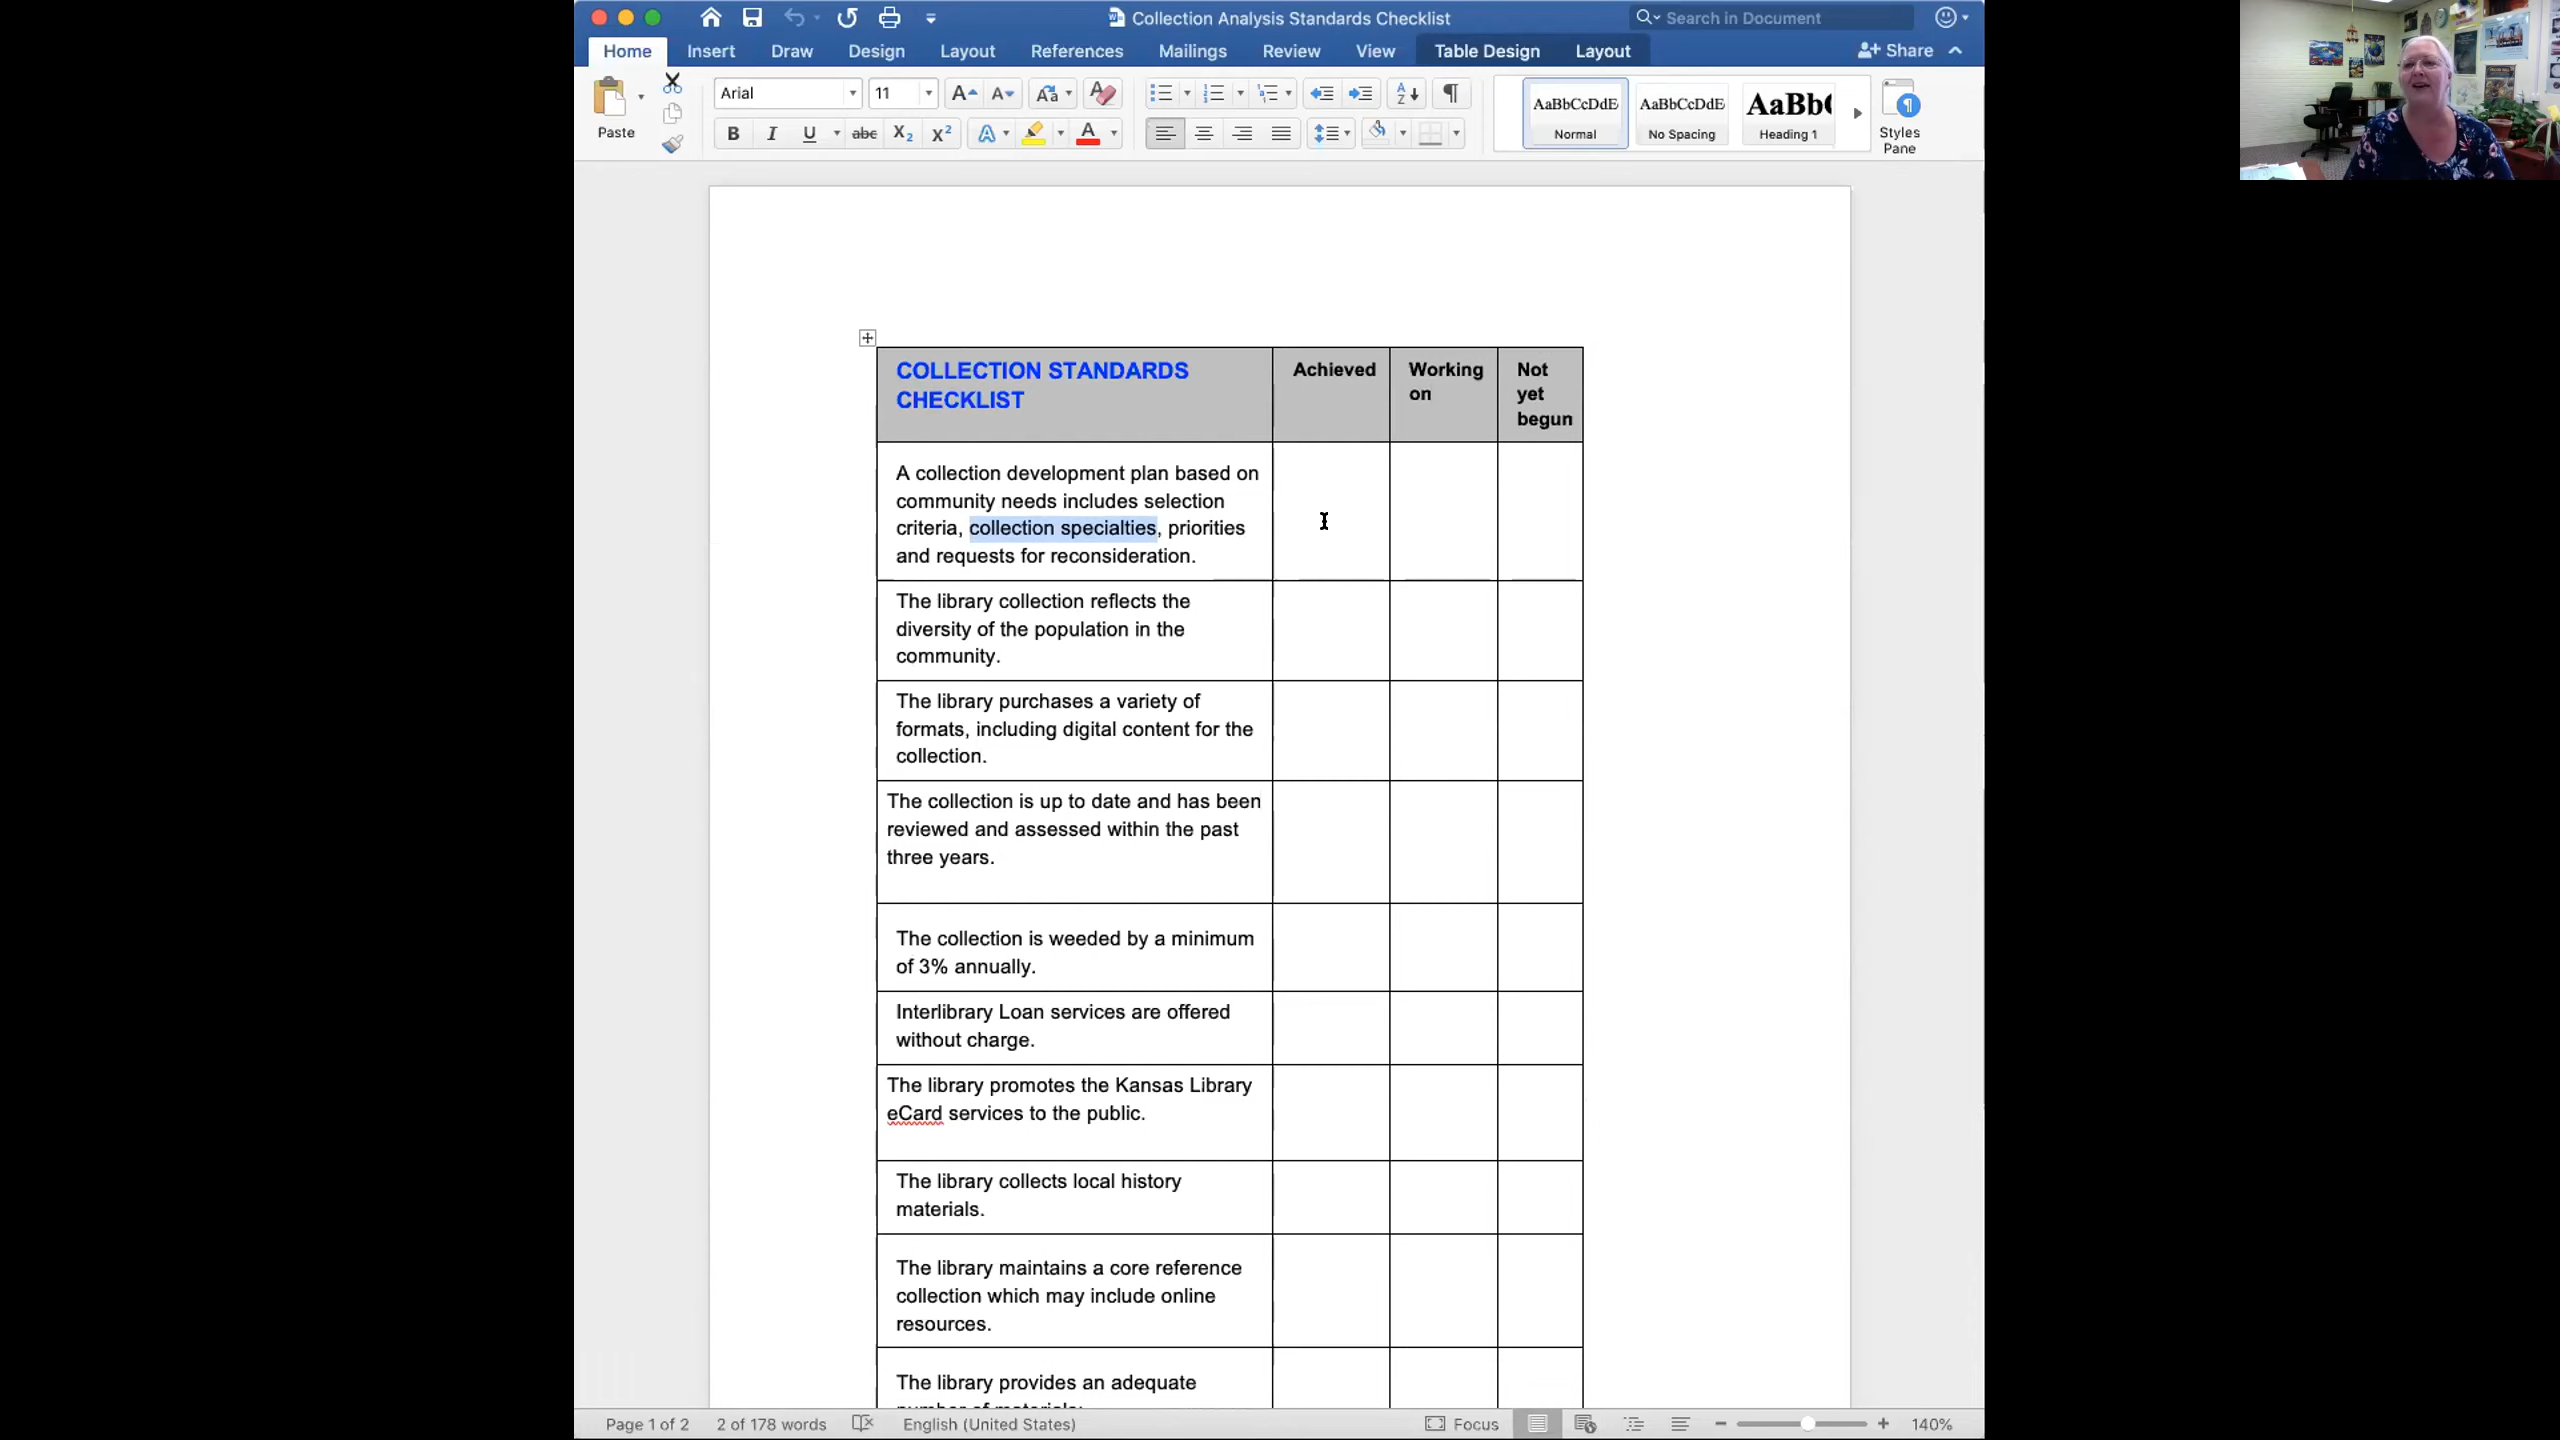 Collection Analysis Standards Checklist
Search in Document
Home Insert Draw Design Layout References Mailings Review View Table Design Layout Share
Paste
Arial 11
AaBbCcDdE AaBbCcDdE AaBb(
Normal No Spacing Heading 1
Styles
Pane
COLLECTION STANDARDS
CHECKLIST
Achieved
Working
on
Not
yet
begun
A collection development plan based on
community needs includes selection
criteria, collection specialties, priorities
and requests for reconsideration.
The library collection reflects the
diversity of the population in the
community.
The library purchases a variety of
formats, including digital content for the
collection.
The collection is up to date and has been
reviewed and assessed within the past
three years.
The collection is weeded by a minimum
of 3% annually.
Interlibrary Loan services are offered
without charge.
The library promotes the Kansas Library
eCard services to the public.
The library collects local history
materials.
The library maintains a core reference
collection which may include online
resources.
The library provides an adequate
number of materials:
Page 1 of 2 2 of 178 words English (United States) Focus 140%